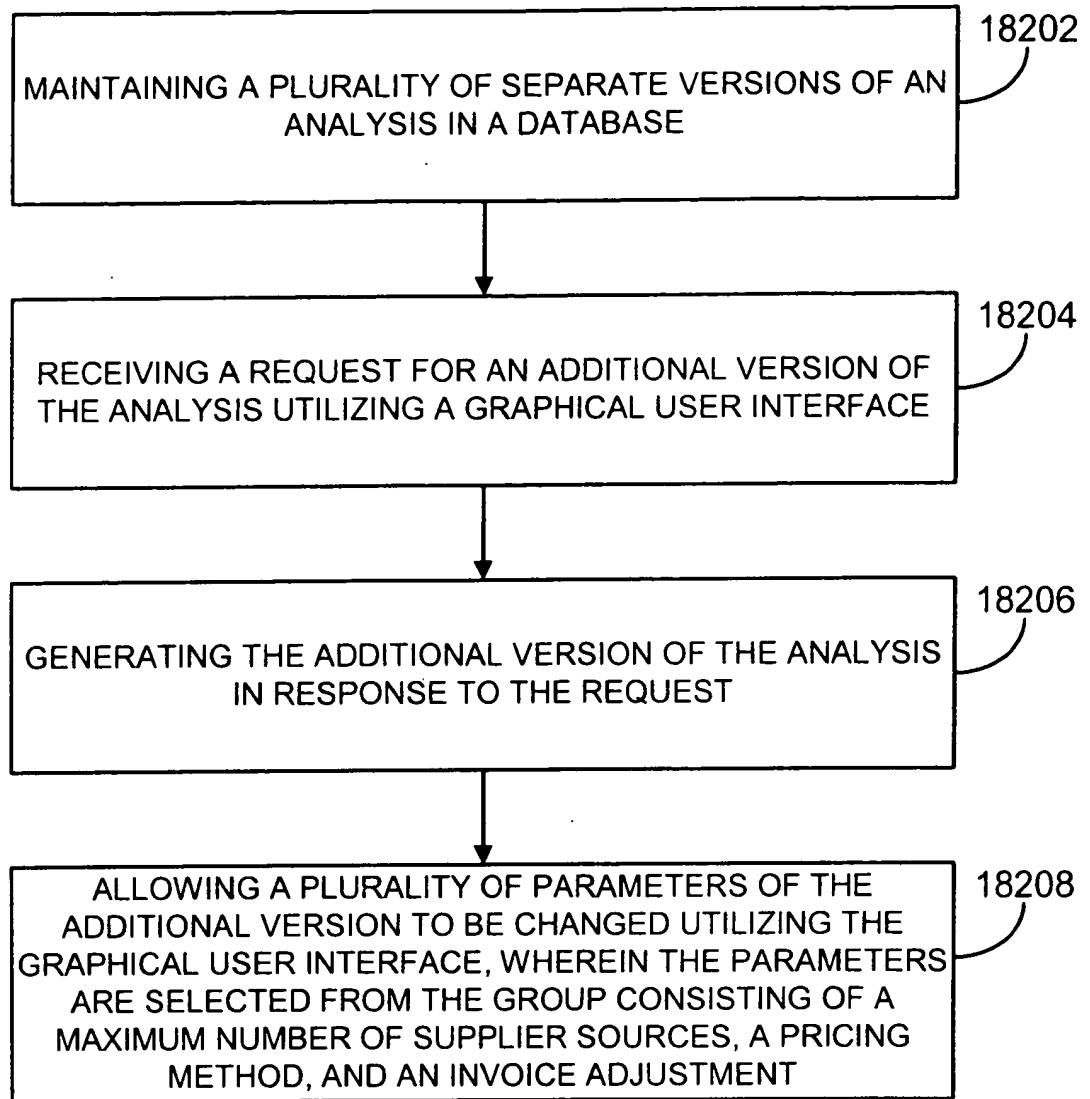 18202
MAINTAINING A PLURALITY OF SEPARATE VERSIONS OF AN
ANALYSIS IN A DATABASE
18204
RECEIVING A REQUEST FOR AN ADDITIONAL VERSION OF
THE ANALYSIS UTILIZING A GRAPHICAL USER INTERFACE
18206
GENERATING THE ADDITIONAL VERSION OF THE ANALYSIS
IN RESPONSE TO THE REQUEST
18208
ALLOWING A PLURALITY OF PARAMETERS OF THE
ADDITIONAL VERSION TO BE CHANGED UTILIZING THE
GRAPHICAL USER INTERFACE, WHEREIN THE PARAMETERS
ARE SELECTED FROM THE GROUP CONSISTING OF A
MAXIMUM NUMBER OF SUPPLIER SOURCES, A PRICING
METHOD, AND AN INVOICE ADJUSTMENT